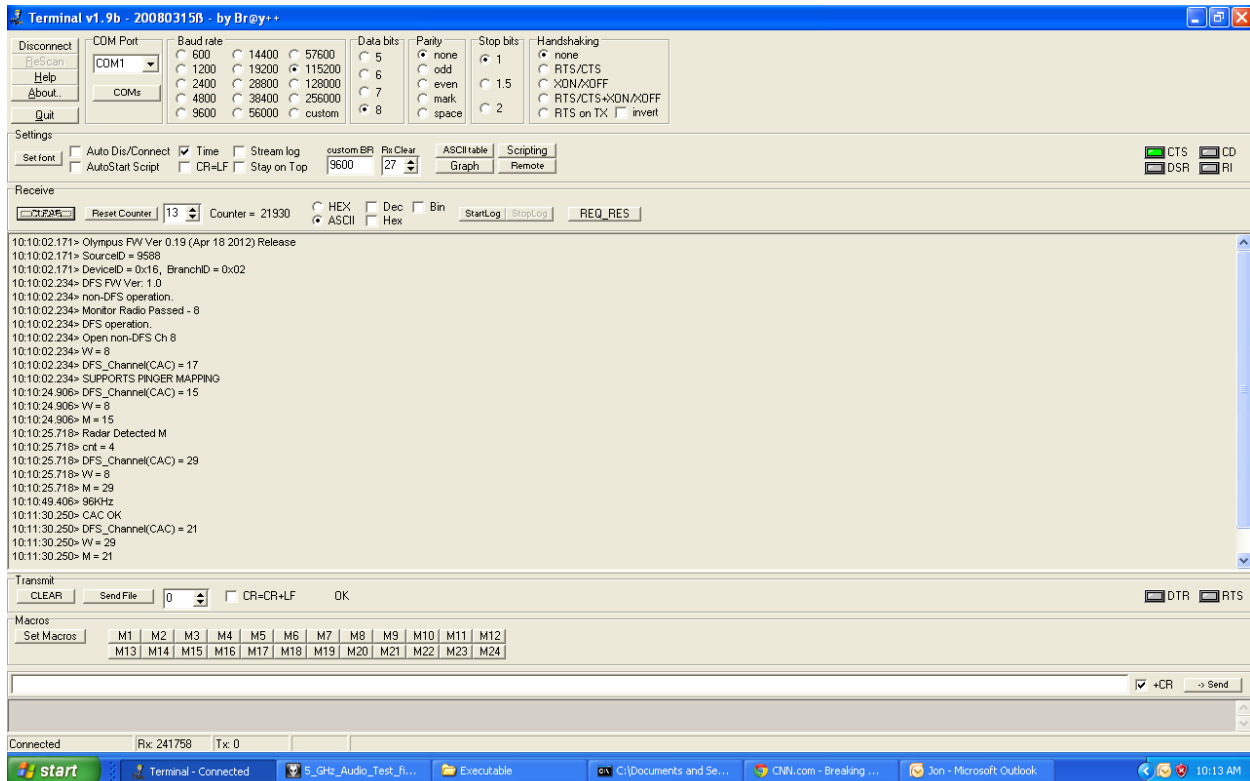 Terminal v1.9b - 20080315ß - by Br@y++
Disconnect
ReScan
Help
About..
Quit
COM Port
COM1
COMs
Baud rate
600 14400 57600
1200 19200 115200
2400 28800 128000
4800 38400 256000
9600 56000 custom
Data bits
5
6
7
8
Parity
none
odd
even
mark
space
Stop bits
1
1.5
2
Handshaking
none
RTS/CTS
XON/XOFF
RTS/CTS+XON/XOFF
RTS on TX invert
Settings
Set font
Auto Dis/Connect Time Stream log
AutoStart Script CR=LF Stay on Top
custom BR Rx Clear
9600 27
ASCII table Scripting
Graph Remote
CTS CD
DSR RI
Receive
CLEAR Reset Counter 13 Counter = 21930
HEX Dec Bin
ASCII Hex
StartLog StopLog REQ_RES
10:10:02.171> Olympus FW Ver 0.19 (Apr 18 2012) Release
10:10:02.171> SourceID = 9588
10:10:02.171> DeviceID = 0x16, BranchID = 0x02
10:10:02.234> DFS FW Ver: 1.0
10:10:02.234> non-DFS operation.
10:10:02.234> Monitor Radio Passed - 8
10:10:02.234> DFS operation.
10:10:02.234> Open non-DFS Ch 8
10:10:02.234> W = 8
10:10:02.234> DFS_Channel(CAC) = 17
10:10:02.234> SUPPORTS PINGER MAPPING
10:10:24.906> DFS_Channel(CAC) = 15
10:10:24.906> W = 8
10:10:24.906> M = 15
10:10:25.718> Radar Detected M
10:10:25.718> cnt = 4
10:10:25.718> DFS_Channel(CAC) = 29
10:10:25.718> W = 8
10:10:25.718> M = 29
10:10:49.406> 96KHz
10:11:30.250> CAC OK
10:11:30.250> DFS_Channel(CAC) = 21
10:11:30.250> W = 29
10:11:30.250> M = 21
Transmit
CLEAR Send File 0 CR=CR+LF OK
DTR RTS
Macros
Set Macros
M1 M2 M3 M4 M5 M6 M7 M8 M9 M10 M11 M12
M13 M14 M15 M16 M17 M18 M19 M20 M21 M22 M23 M24
+CR -> Send
Connected Rx: 241758 Tx: 0
start
Terminal - Connected
5_GHz_Audio_Test_fi...
Executable
C:\Documents and Se...
CNN.com - Breaking ...
Jon - Microsoft Outlook
10:13 AM